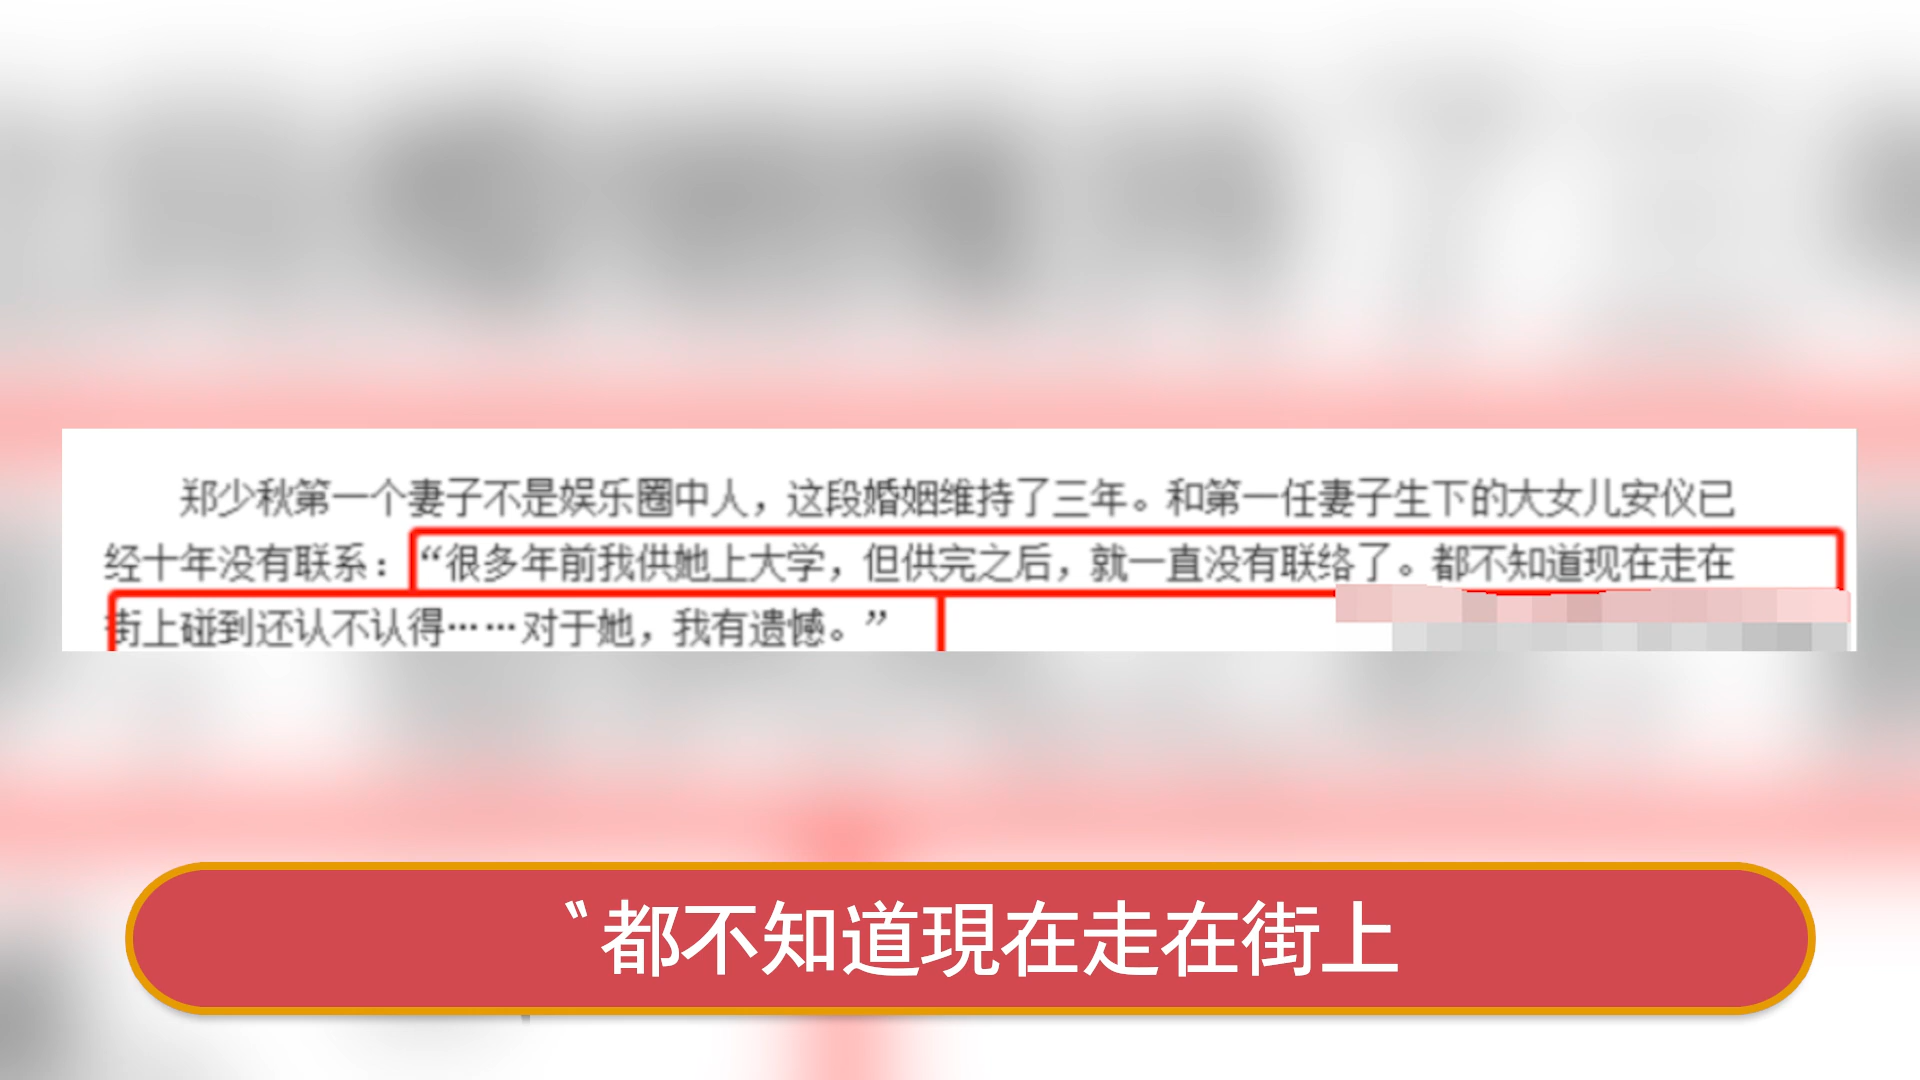 郑少秋第一个妻子不是娱乐圈中人，这段婚姻维持了三年。和第一任妻子生下的大女儿安仪已
经十年没有联系：“很多年前我供她上大学，但供完之后，就一直没有联络了。都不知道现在走在
街上碰到还认不认得……对于她，我有遗憾。”
〝都不知道現在走在街上